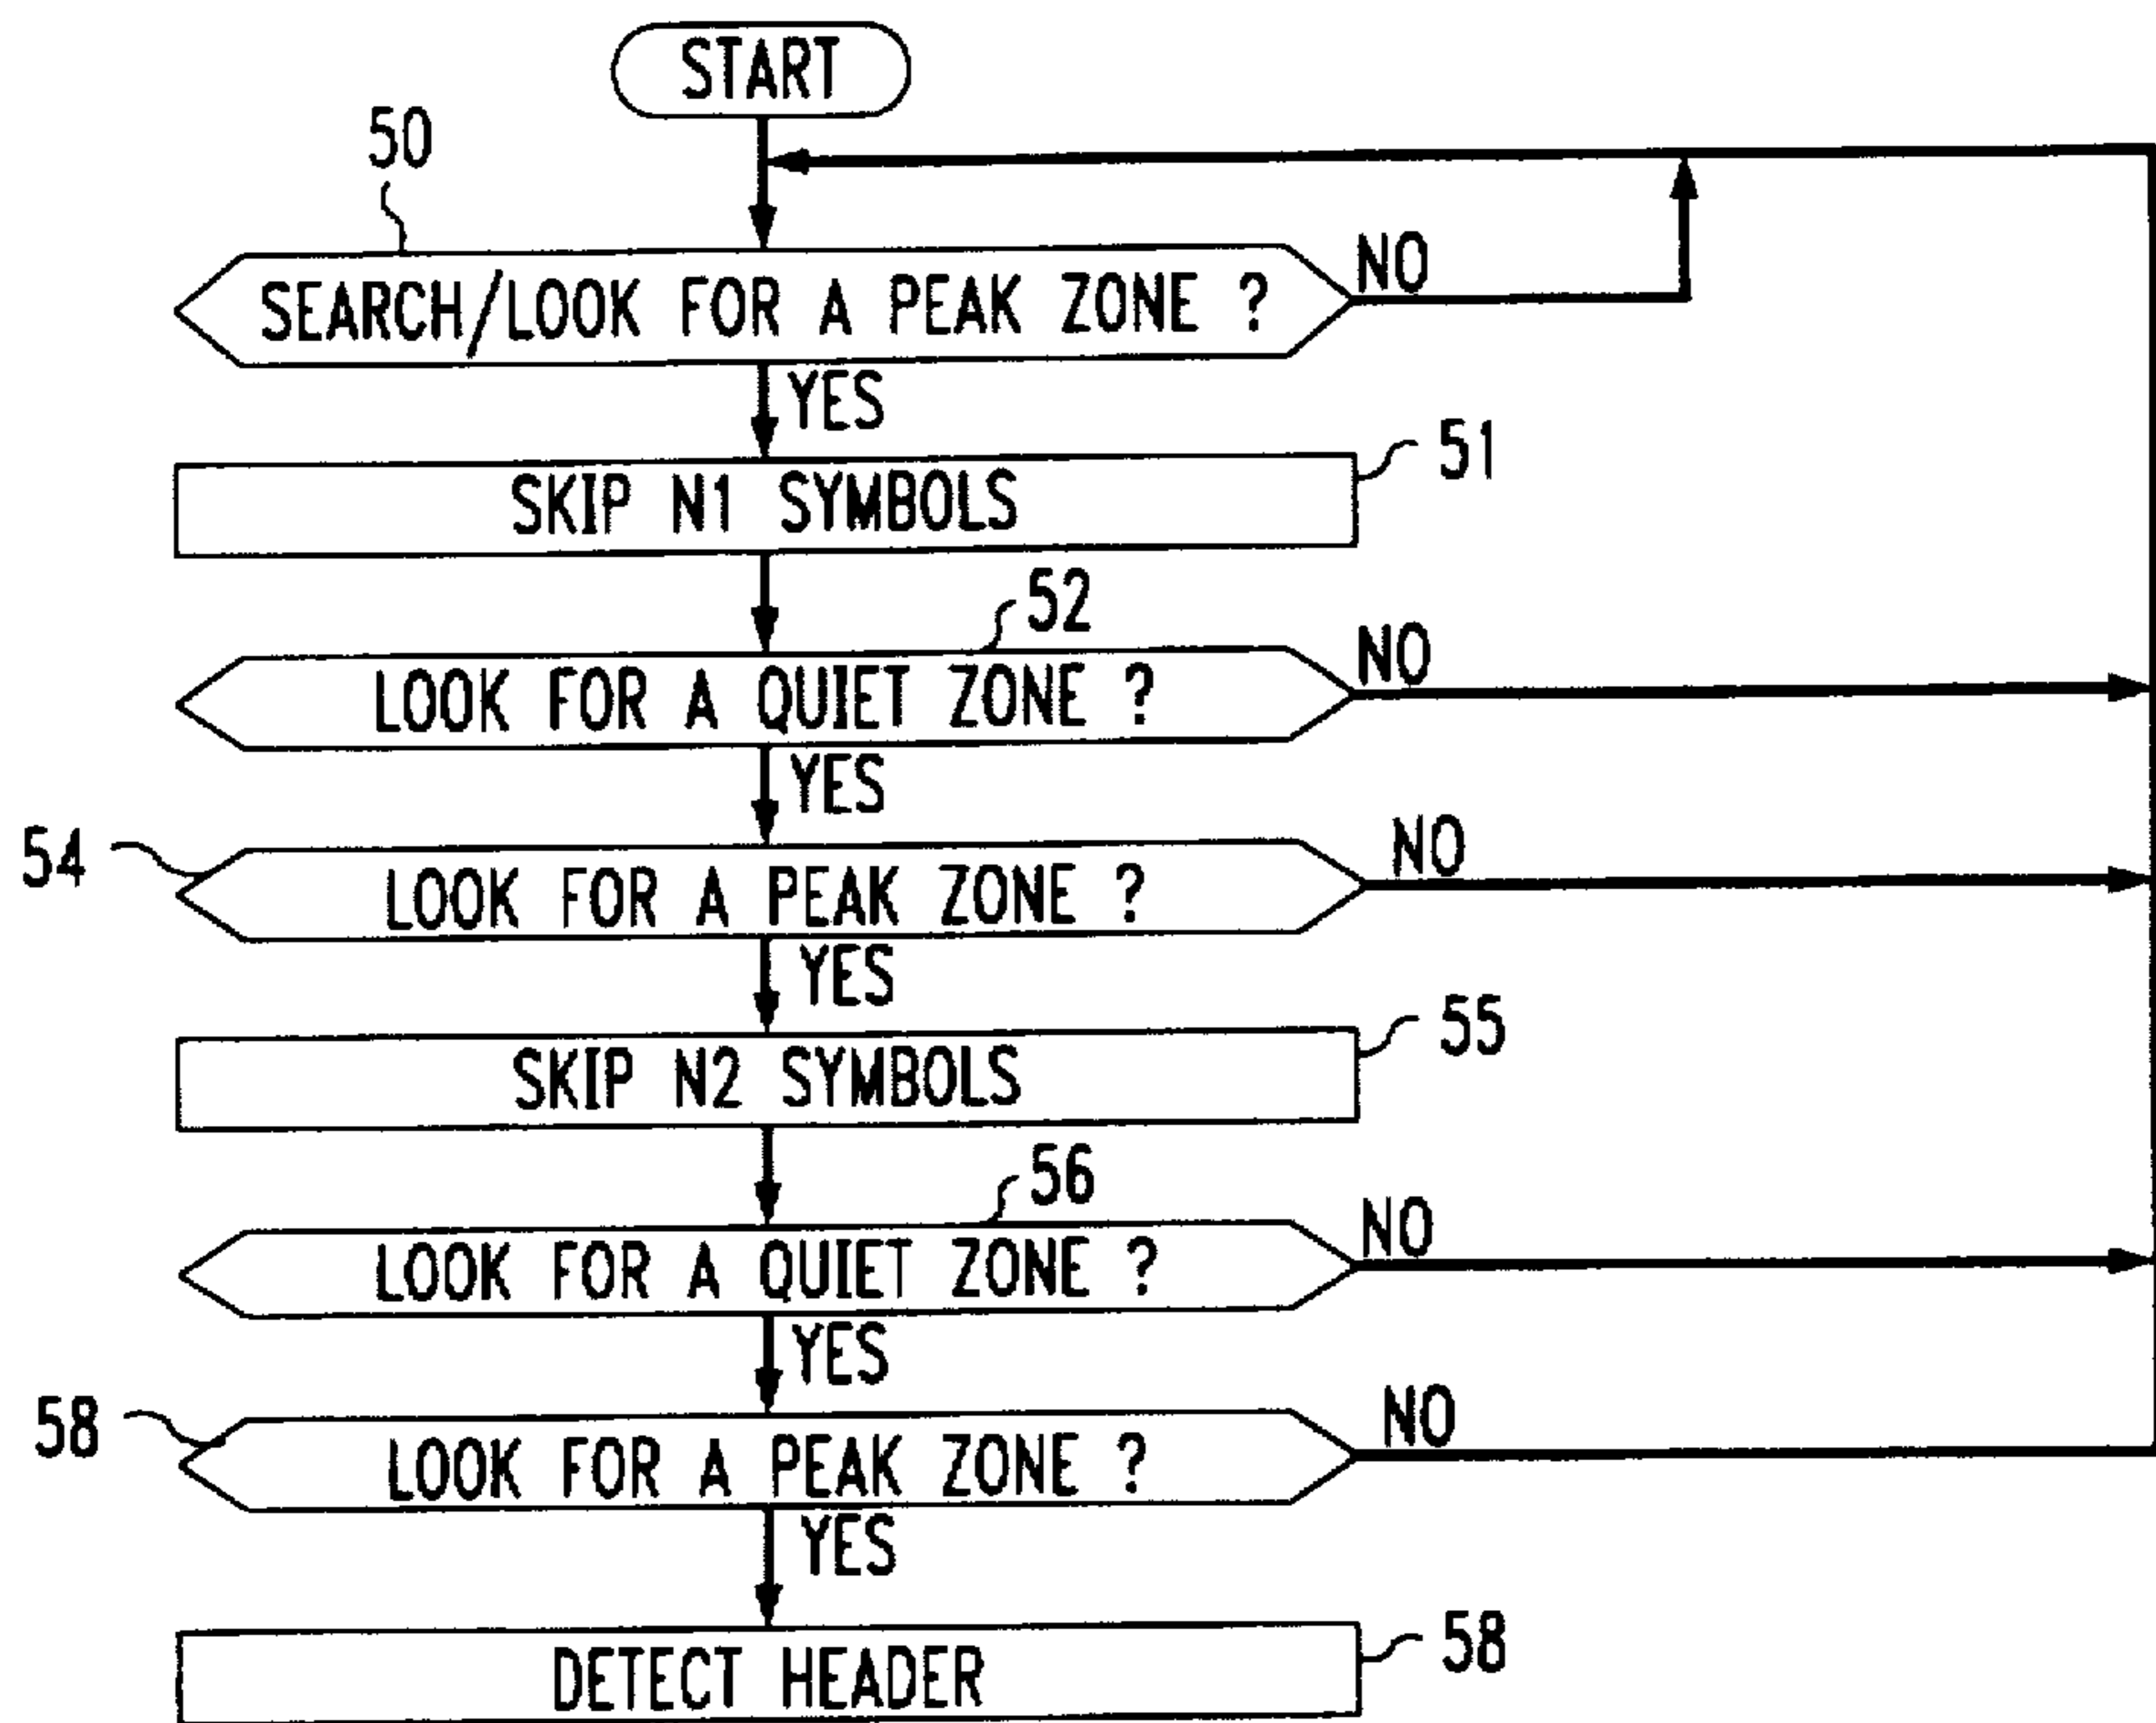 START
50
SEARCH/LOOK FOR A PEAK ZONE ?
NO
YES
51
SKIP N1 SYMBOLS
52
LOOK FOR A QUIET ZONE ?
NO
YES
54
LOOK FOR A PEAK ZONE ?
NO
YES
55
SKIP N2 SYMBOLS
56
LOOK FOR A QUIET ZONE ?
NO
YES
58
LOOK FOR A PEAK ZONE ?
NO
YES
58
DETECT HEADER